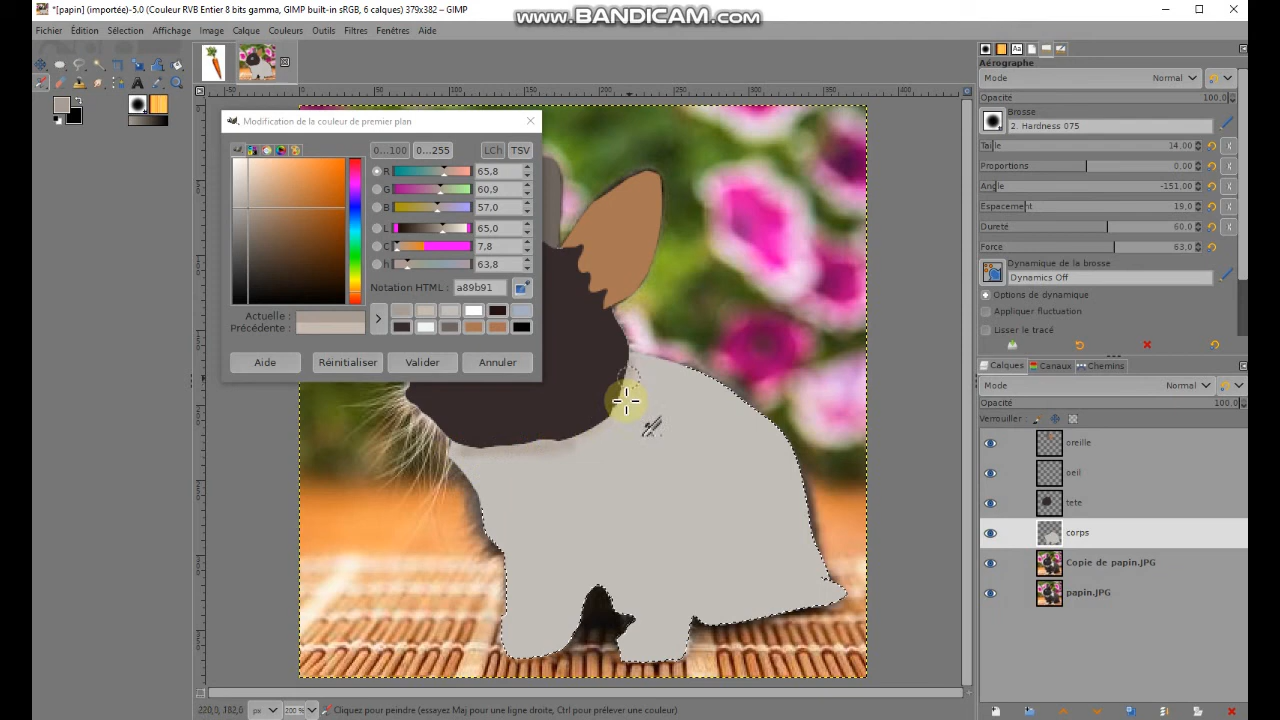 *[papin] (importée)-5.0 (Couleur RVB Entier 8 bits gamma, GIMP built-in sRGB, 6 calques) 379x382 – GIMP
www.BANDICAM.com
Fichier Édition Sélection Affichage Image Calque Couleurs Outils Filtres Fenêtres Aide
Modification de la couleur de premier plan
0...100 0...255 LCh TSV
R 65,8
G 60,9
B 57,0
L 65,0
C 7,8
h 63,8
Notation HTML : a89b91
Actuelle :
Précédente :
Aide Réinitialiser Valider Annuler
Aérographe
Mode Normal
Opacité 100,0
Brosse
2. Hardness 075
Taille 14,00
Proportions 0,00
Angle -151,00
Espacement 19,0
Dureté 60,0
Force 63,0
Dynamique de la brosse
Dynamics Off
Options de dynamique
Appliquer fluctuation
Lisser le tracé
Calques Canaux Chemins
Mode Normal
Opacité 100,0
Verrouiller :
oreille
oeil
tete
corps
Copie de papin.JPG
papin.JPG
220,0, 182,0 px 200 % Cliquez pour peindre (essayez Maj pour une ligne droite, Ctrl pour prélever une couleur)